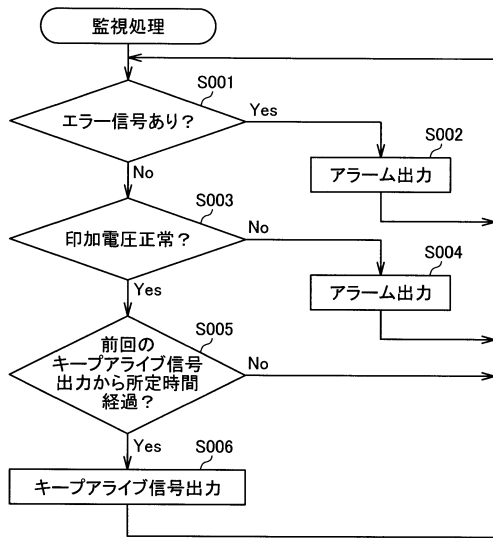 監視処理
S001
エラー信号あり？
Yes
No
S002
アラーム出力
S003
印加電圧正常？
No
Yes
S004
アラーム出力
S005
前回の
キープアライブ信号
出力から所定時間
経過？
No
Yes
S006
キープアライブ信号出力